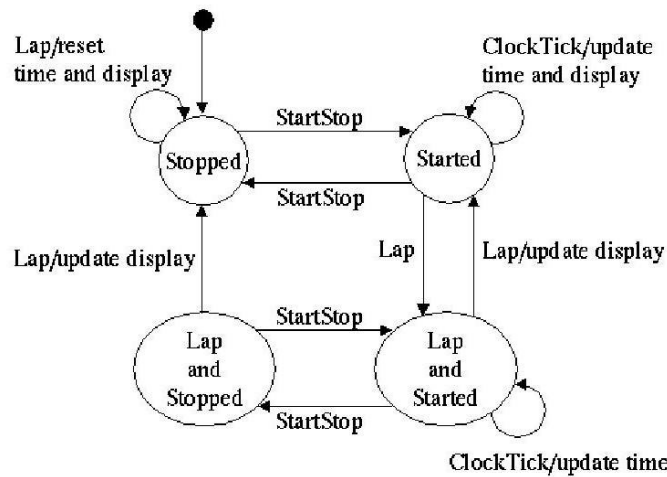 Lap/reset
time and display
ClockTick/update
time and display
StartStop
Stopped
Started
StartStop
Lap/update display
Lap
Lap/update display
StartStop
Lap
and
Stopped
Lap
and
Started
StartStop
ClockTick/update time